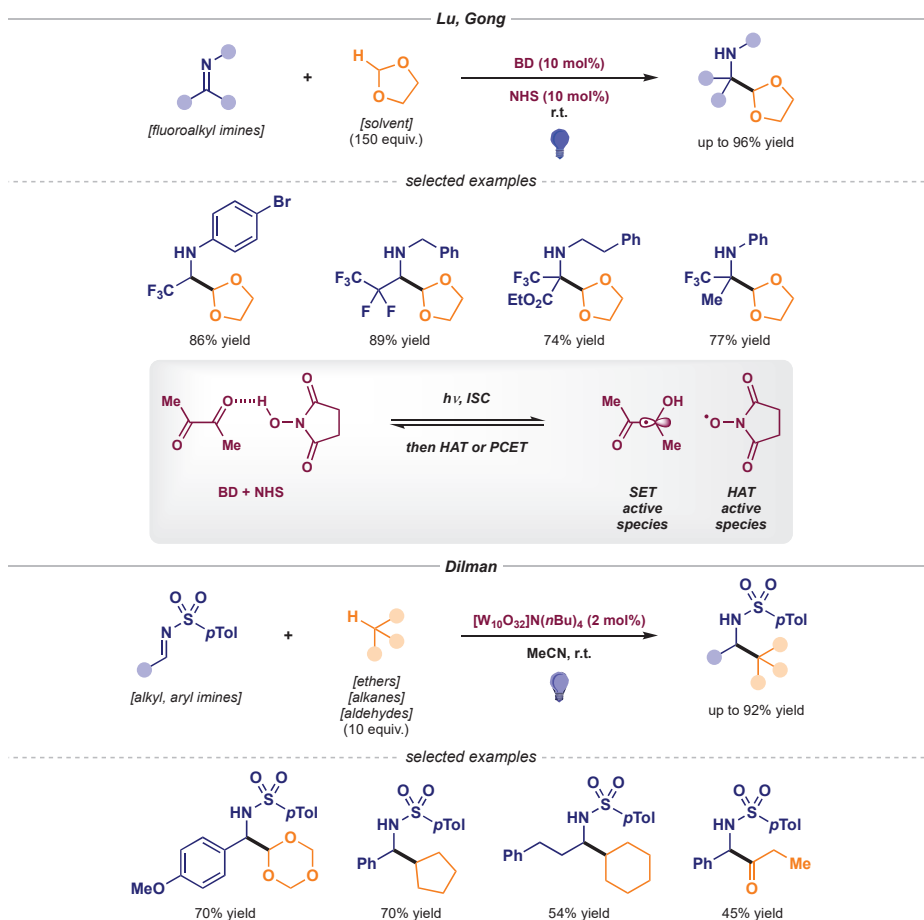 Lu, Gong
N
+
H
O
O
BD (10 mol%)
NHS (10 mol%)
r.t.
HN
O
O
[fluoroalkyl imines]
[solvent]
(150 equiv.)
up to 96% yield
selected examples
Br
HN
F3C
O
O
86% yield
HN
Ph
F3C
F
F
O
O
89% yield
HN
Ph
F3C
EtO2C
O
O
74% yield
HN
Ph
F3C
Me
O
O
77% yield
Me
O
O
Me
H
O
N
O
O
BD + NHS
hν, ISC
then HAT or PCET
Me
O
OH
Me
SET
active
species
•O
N
O
O
HAT
active
species
Dilman
O
O
S
N
pTol
[alkyl, aryl imines]
+
H
[ethers]
[alkanes]
[aldehydes]
(10 equiv.)
[W10O32]N(nBu)4 (2 mol%)
MeCN, r.t.
O
O
S
HN
pTol
up to 92% yield
selected examples
O
O
S
HN
pTol
MeO
O
O
O
70% yield
O
O
S
HN
pTol
Ph
70% yield
O
O
S
HN
pTol
Ph
54% yield
O
O
S
HN
pTol
Ph
O
Me
45% yield